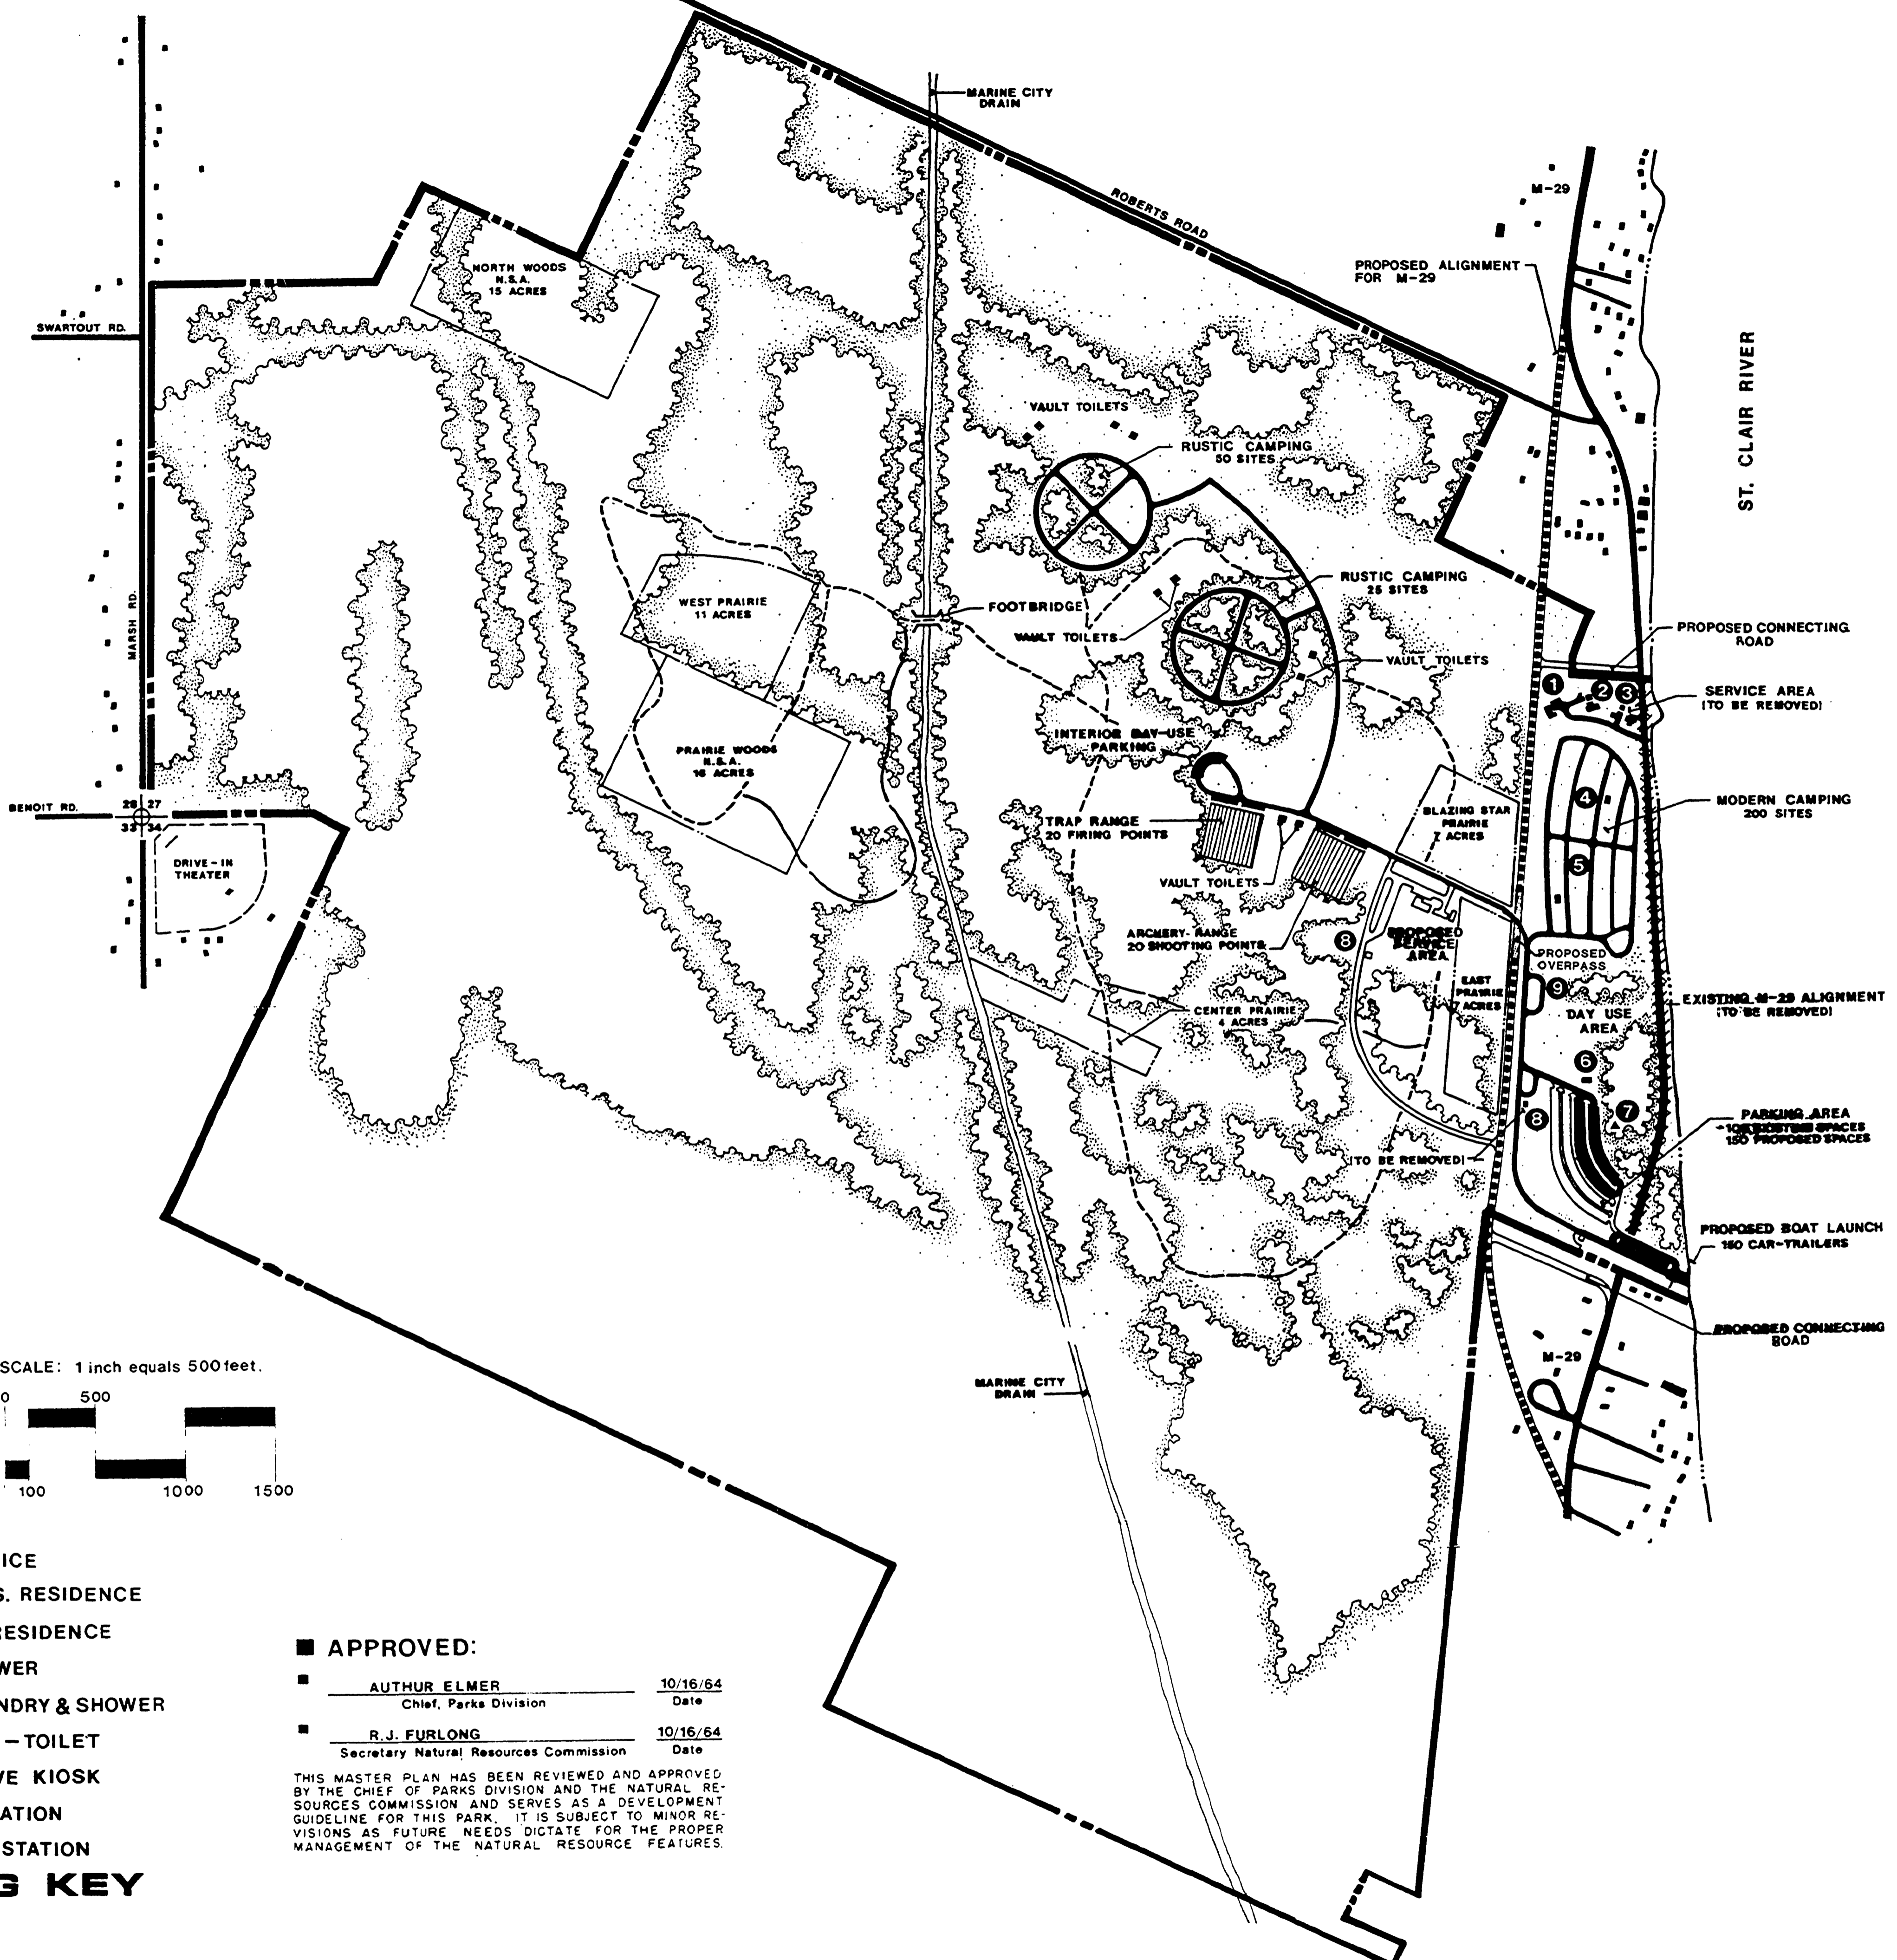 MARINE CITY
DRAIN
ROBERTS ROAD
M-29
PROPOSED ALIGNMENT
FOR M-29
ST. CLAIR RIVER
NORTH WOODS
N.S.A.
15 ACRES
SWARTOUT RD.
MARSH RD.
VAULT TOILETS
RUSTIC CAMPING
50 SITES
RUSTIC CAMPING
25 SITES
WEST PRAIRIE
11 ACRES
FOOTBRIDGE
VAULT TOILETS
VAULT TOILETS
PROPOSED CONNECTING
ROAD
1
2
3
SERVICE AREA
(TO BE REMOVED)
INTERIOR DAY-USE
PARKING
PRAIRIE WOODS
N.S.A.
16 ACRES
BENOIT RD.
28 27
33 34
DRIVE-IN
THEATER
TRAP RANGE
20 FIRING POINTS
BLAZING STAR
PRAIRIE
7 ACRES
4
MODERN CAMPING
200 SITES
5
VAULT TOILETS
ARCHERY-RANGE
20 SHOOTING POINTS
8
PROPOSED
SERVICE
AREA
PROPOSED
OVERPASS
EAST
PRAIRIE
ACRES
9
DAY USE
AREA
EXISTING M-29 ALIGNMENT
(TO BE REMOVED)
CENTER PRAIRIE
4 ACRES
6
7
8
PARKING AREA
EXISTING SPACES
150 PROPOSED SPACES
(TO BE REMOVED)
PROPOSED BOAT LAUNCH
150 CAR-TRAILERS
PROPOSED CONNECTING
ROAD
M-29
MARINE CITY
DRAIN
SCALE: 1 inch equals 500 feet.
0 500
100 1000 1500
ICE
S. RESIDENCE
RESIDENCE
WER
NDRY & SHOWER
– TOILET
VE KIOSK
ATION
STATION
G KEY
APPROVED:
AUTHUR ELMER 10/16/64
Chief, Parks Division Date
R.J. FURLONG 10/16/64
Secretary Natural Resources Commission Date
THIS MASTER PLAN HAS BEEN REVIEWED AND APPROVED
BY THE CHIEF OF PARKS DIVISION AND THE NATURAL RE-
SOURCES COMMISSION AND SERVES AS A DEVELOPMENT
GUIDELINE FOR THIS PARK. IT IS SUBJECT TO MINOR RE-
VISIONS AS FUTURE NEEDS DICTATE FOR THE PROPER
MANAGEMENT OF THE NATURAL RESOURCE FEATURES.